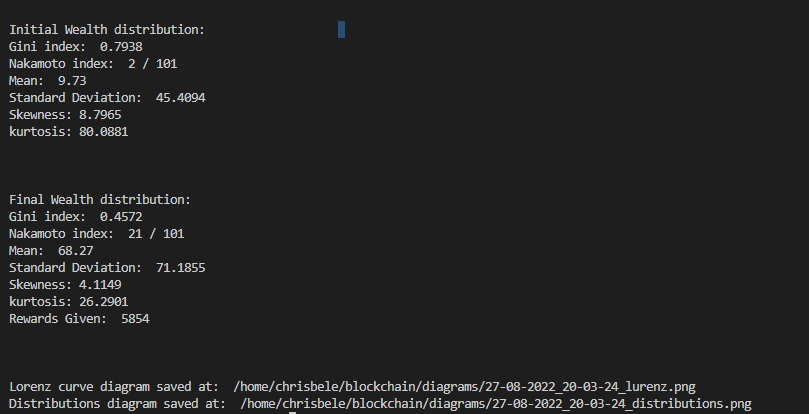 Initial Wealth distribution:
Gini index:  0.7938
Nakamoto index:  2 / 101
Mean:  9.73
Standard Deviation:  45.4094
Skewness: 8.7965
kurtosis: 80.0881
Final Wealth distribution:
Gini index:  0.4572
Nakamoto index:  21 / 101
Mean:  68.27
Standard Deviation:  71.1855
Skewness: 4.1149
kurtosis: 26.2901
Rewards Given:  5854
Lorenz curve diagram saved at:  /home/chrisbele/blockchain/diagrams/27-08-2022_20-03-24_lurenz.png
Distributions diagram saved at:  /home/chrisbele/blockchain/diagrams/27-08-2022_20-03-24_distributions.png